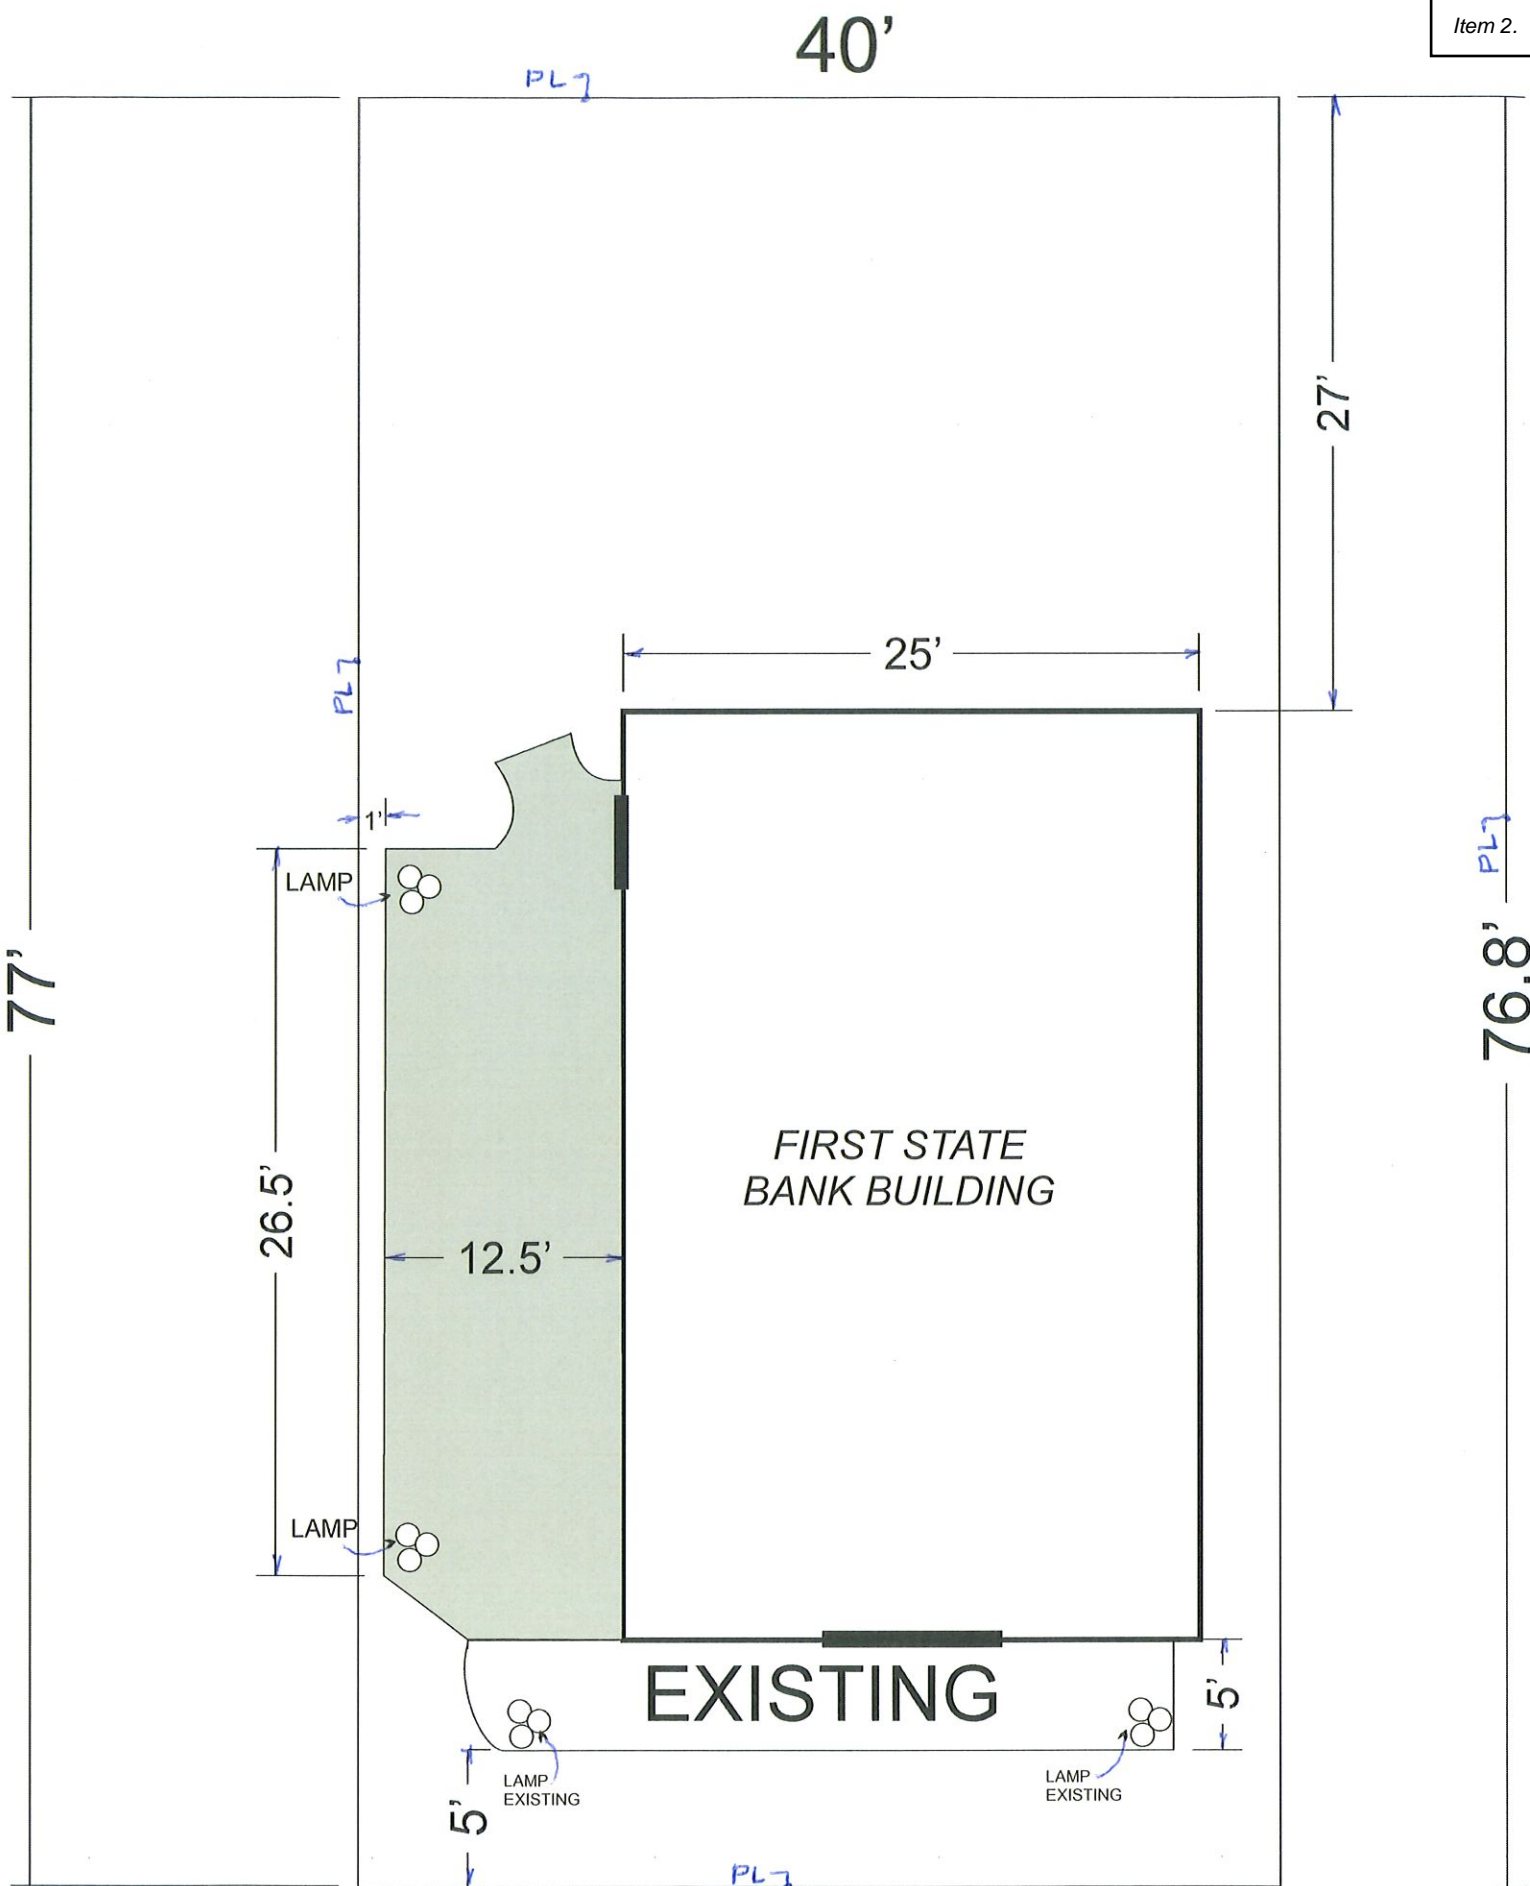 40’
Item 2.
PL
27’
25’
PL
1'
LAMP
PL
77’
76.8’
FIRST STATE
BANK BUILDING
26.5’
12.5’
LAMP
EXISTING
5’
LAMP
EXISTING
LAMP
EXISTING
5’
PL